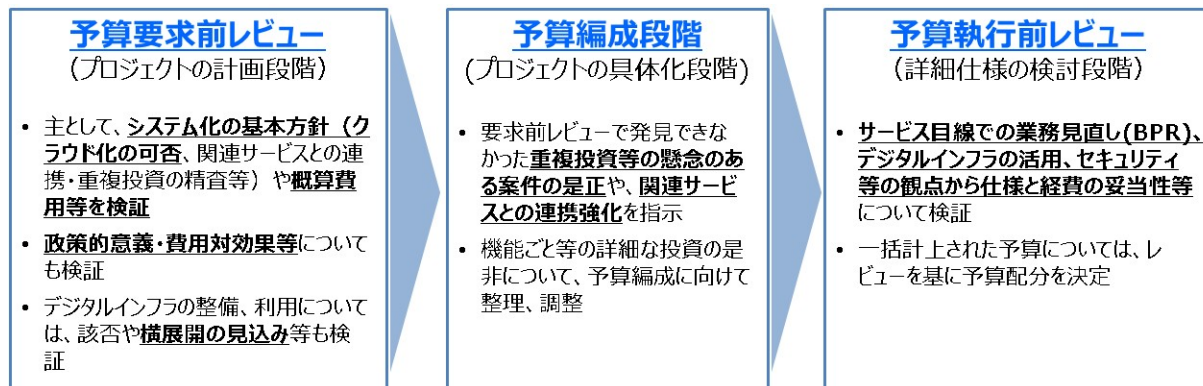 予算要求前レビュー
（プロジェクトの計画段階）
• 主として、システム化の基本方針（ク
ラウド化の可否、関連サービスとの連
携・重複投資の精査等）や概算費
用等を検証
• 政策的意義・費用対効果等について
も検証
• デジタルインフラの整備、利用について
は、該否や横展開の見込み等も検
証
予算編成段階
(プロジェクトの具体化段階)
• 要求前レビューで発見できな
かった重複投資等の懸念のあ
る案件の是正や、関連サービ
スとの連携強化を指示
• 機能ごと等の詳細な投資の是
非について、予算編成に向けて
整理、調整
予算執行前レビュー
（詳細仕様の検討段階）
• サービス目線での業務見直し(BPR)、
デジタルインフラの活用、セキュリティ
等の観点から仕様と経費の妥当性等
について検証
• 一括計上された予算については、レ
ビューを基に予算配分を決定